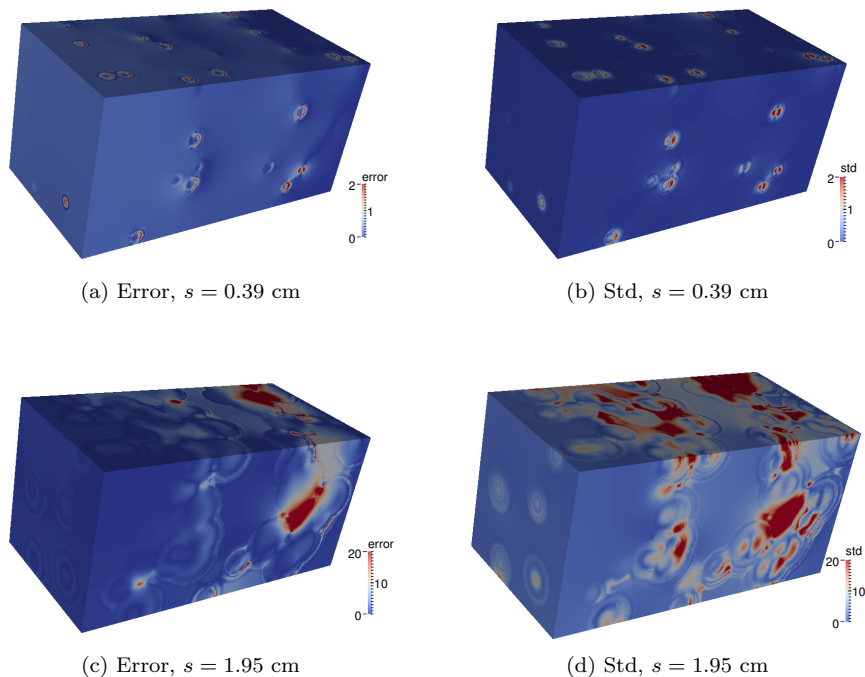 error
2
1
0
std
2
1
0
(a) Error, s = 0.39 cm
(b) Std, s = 0.39 cm
error
20
10
0
std
20
10
0
(c) Error, s = 1.95 cm
(d) Std, s = 1.95 cm